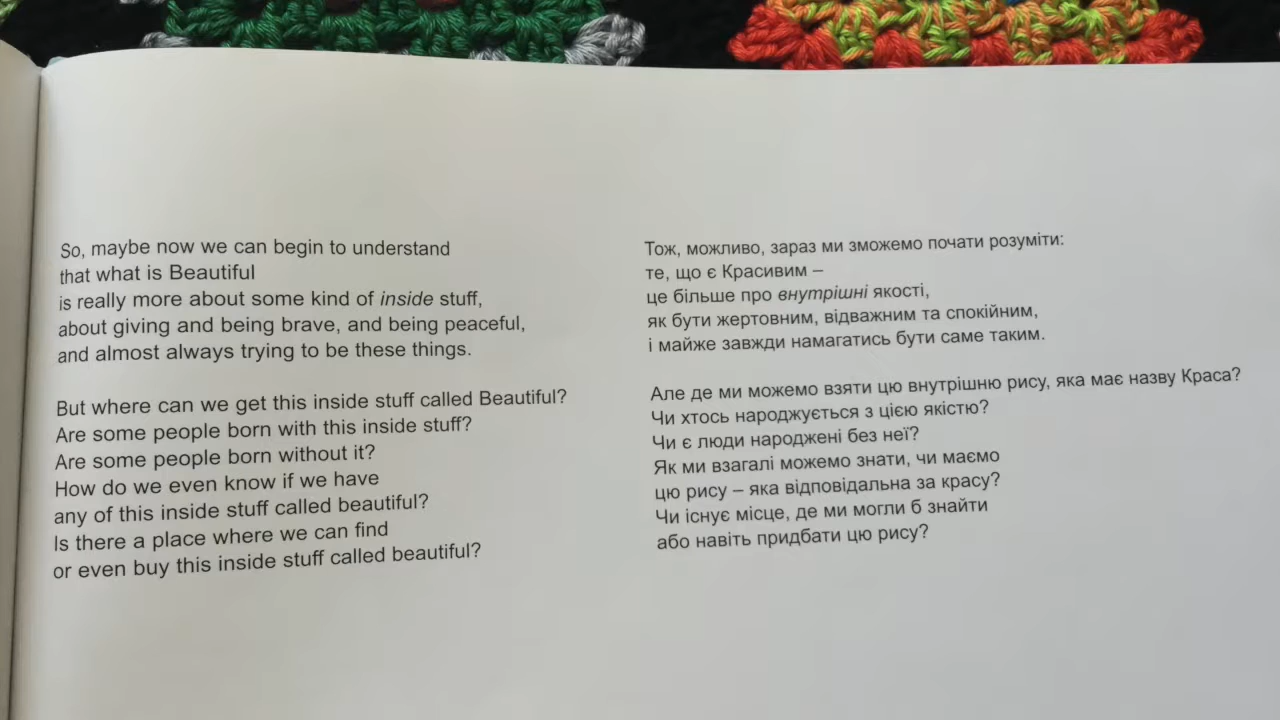 So, maybe now we can begin to understand
that what is Beautiful
is really more about some kind of inside stuff,
about giving and being brave, and being peaceful,
and almost always trying to be these things.
But where can we get this inside stuff called Beautiful?
Are some people born with this inside stuff?
Are some people born without it?
How do we even know if we have
any of this inside stuff called beautiful?
Is there a place where we can find
or even buy this inside stuff called beautiful?
Тож, можливо, зараз ми зможемо почати розуміти:
те, що є Красивим –
це більше про внутрішні якості,
як бути жертовним, відважним та спокійним,
і майже завжди намагатись бути саме таким.
Але де ми можемо взяти цю внутрішню рису, яка має назву Краса?
Чи хтось народжується з цією якістю?
Чи є люди народжені без неї?
Як ми взагалі можемо знати, чи маємо
цю рису – яка відповідальна за красу?
Чи існує місце, де ми могли б знайти
або навіть придбати цю рису?